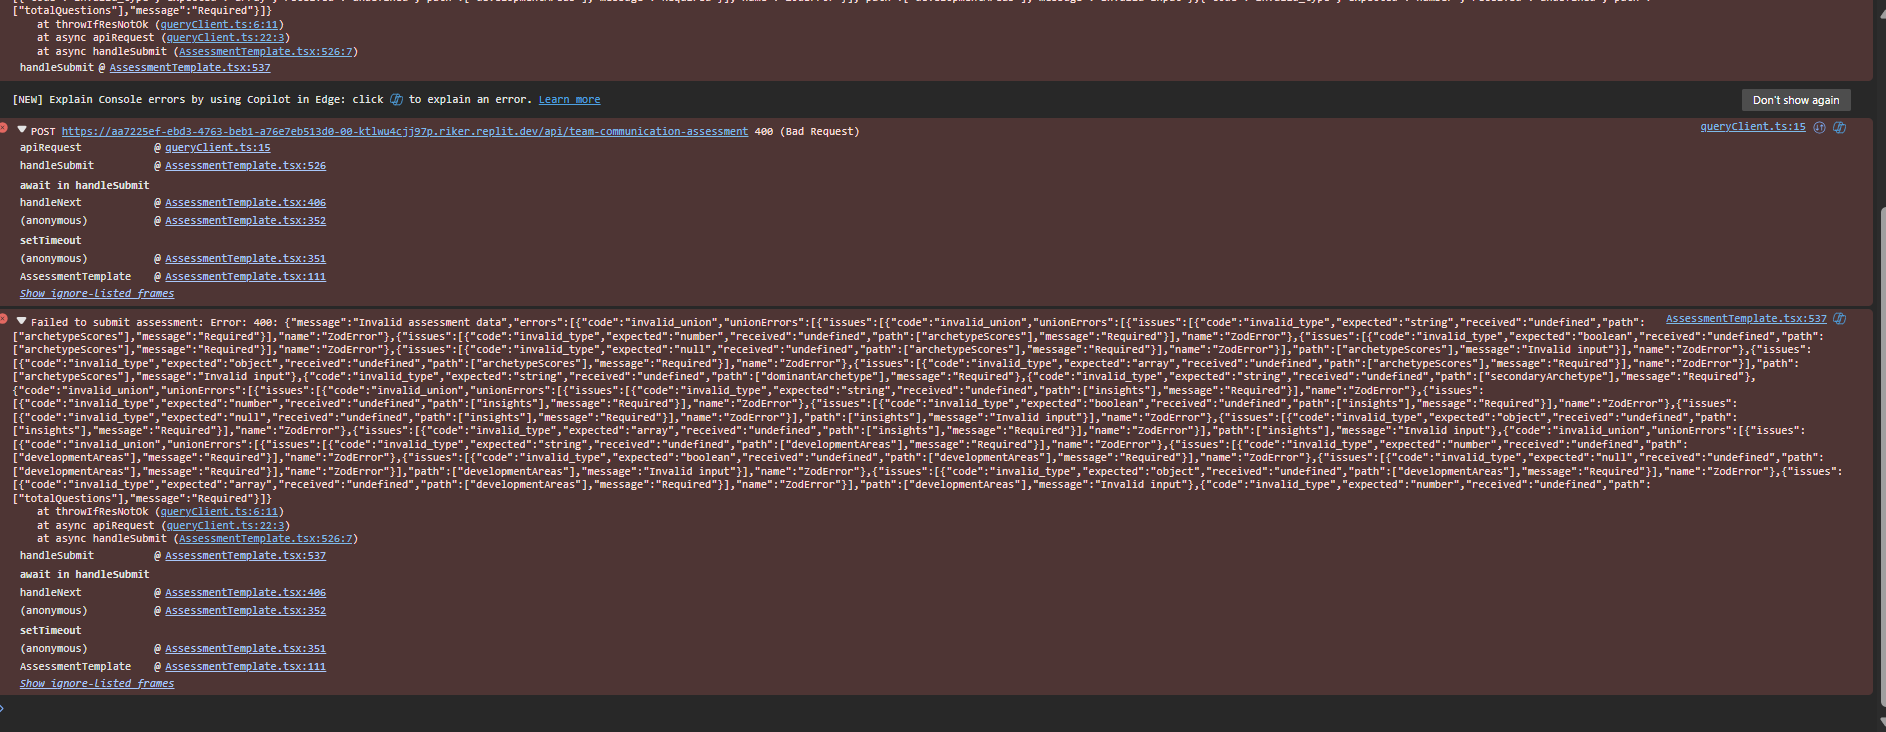 ["totalQuestions"],"message":"Required"}]}
at throwIfResNotOk (queryClient.ts:6:11)
at async apiRequest (queryClient.ts:22:3)
at async handleSubmit (AssessmentTemplate.tsx:526:7)
handleSubmit @ AssessmentTemplate.tsx:537
[NEW] Explain Console errors by using Copilot in Edge: click to explain an error. Learn more
Don't show again
POST https://aa7225ef-ebd3-4763-beb1-a76e7eb513d0-00-ktlwu4cjj97p.riker.replit.dev/api/team-communication-assessment 400 (Bad Request)
queryClient.ts:15
apiRequest @ queryClient.ts:15
handleSubmit @ AssessmentTemplate.tsx:526
await in handleSubmit
handleNext @ AssessmentTemplate.tsx:406
(anonymous) @ AssessmentTemplate.tsx:352
setTimeout
(anonymous) @ AssessmentTemplate.tsx:351
AssessmentTemplate @ AssessmentTemplate.tsx:111
Show ignore-listed frames
Failed to submit assessment: Error: 400: {"message":"Invalid assessment data","errors":[{"code":"invalid_union","unionErrors":[{"issues":[{"code":"invalid_union","unionErrors":[{"issues":[{"code":"invalid_type","expected":"string","received":"undefined","path":
AssessmentTemplate.tsx:537
["archetypeScores"],"message":"Required"}],"name":"ZodError"},{"issues":[{"code":"invalid_type","expected":"number","received":"undefined","path":["archetypeScores"],"message":"Required"}],"name":"ZodError"},{"issues":[{"code":"invalid_type","expected":"boolean","received":"undefined","path":
["archetypeScores"],"message":"Required"}],"name":"ZodError"},{"issues":[{"code":"invalid_type","expected":"null","received":"undefined","path":["archetypeScores"],"message":"Required"}],"name":"ZodError"}],"path":["archetypeScores"],"message":"Invalid input"}],"name":"ZodError"},{"issues":
[{"code":"invalid_type","expected":"object","received":"undefined","path":["archetypeScores"],"message":"Required"}],"name":"ZodError"},{"issues":[{"code":"invalid_type","expected":"array","received":"undefined","path":["archetypeScores"],"message":"Required"}],"name":"ZodError"}],"path":
["archetypeScores"],"message":"Invalid input"},{"code":"invalid_type","expected":"string","received":"undefined","path":["dominantArchetype"],"message":"Required"},{"code":"invalid_type","expected":"string","received":"undefined","path":["secondaryArchetype"],"message":"Required"},
{"code":"invalid_union","unionErrors":[{"issues":[{"code":"invalid_union","unionErrors":[{"issues":[{"code":"invalid_type","expected":"string","received":"undefined","path":["insights"],"message":"Required"}],"name":"ZodError"},{"issues":
[{"code":"invalid_type","expected":"number","received":"undefined","path":["insights"],"message":"Required"}],"name":"ZodError"},{"issues":[{"code":"invalid_type","expected":"boolean","received":"undefined","path":["insights"],"message":"Required"}],"name":"ZodError"},{"issues":
[{"code":"invalid_type","expected":"null","received":"undefined","path":["insights"],"message":"Required"}],"name":"ZodError"}],"path":["insights"],"message":"Invalid input"}],"name":"ZodError"},{"issues":[{"code":"invalid_type","expected":"object","received":"undefined","path":
["insights"],"message":"Required"}],"name":"ZodError"},{"issues":[{"code":"invalid_type","expected":"array","received":"undefined","path":["insights"],"message":"Required"}],"name":"ZodError"}],"path":["insights"],"message":"Invalid input"},{"code":"invalid_union","unionErrors":[{"issues":
[{"code":"invalid_union","unionErrors":[{"issues":[{"code":"invalid_type","expected":"string","received":"undefined","path":["developmentAreas"],"message":"Required"}],"name":"ZodError"},{"issues":[{"code":"invalid_type","expected":"number","received":"undefined","path":
["developmentAreas"],"message":"Required"}],"name":"ZodError"},{"issues":[{"code":"invalid_type","expected":"boolean","received":"undefined","path":["developmentAreas"],"message":"Required"}],"name":"ZodError"},{"issues":[{"code":"invalid_type","expected":"null","received":"undefined","path":
["developmentAreas"],"message":"Required"}],"name":"ZodError"}],"path":["developmentAreas"],"message":"Invalid input"}],"name":"ZodError"},{"issues":[{"code":"invalid_type","expected":"object","received":"undefined","path":["developmentAreas"],"message":"Required"}],"name":"ZodError"},{"issues":
[{"code":"invalid_type","expected":"array","received":"undefined","path":["developmentAreas"],"message":"Required"}],"name":"ZodError"}],"path":["developmentAreas"],"message":"Invalid input"},{"code":"invalid_type","expected":"number","received":"undefined","path":
["totalQuestions"],"message":"Required"}]}
at throwIfResNotOk (queryClient.ts:6:11)
at async apiRequest (queryClient.ts:22:3)
at async handleSubmit (AssessmentTemplate.tsx:526:7)
handleSubmit @ AssessmentTemplate.tsx:537
await in handleSubmit
handleNext @ AssessmentTemplate.tsx:406
(anonymous) @ AssessmentTemplate.tsx:352
setTimeout
(anonymous) @ AssessmentTemplate.tsx:351
AssessmentTemplate @ AssessmentTemplate.tsx:111
Show ignore-listed frames